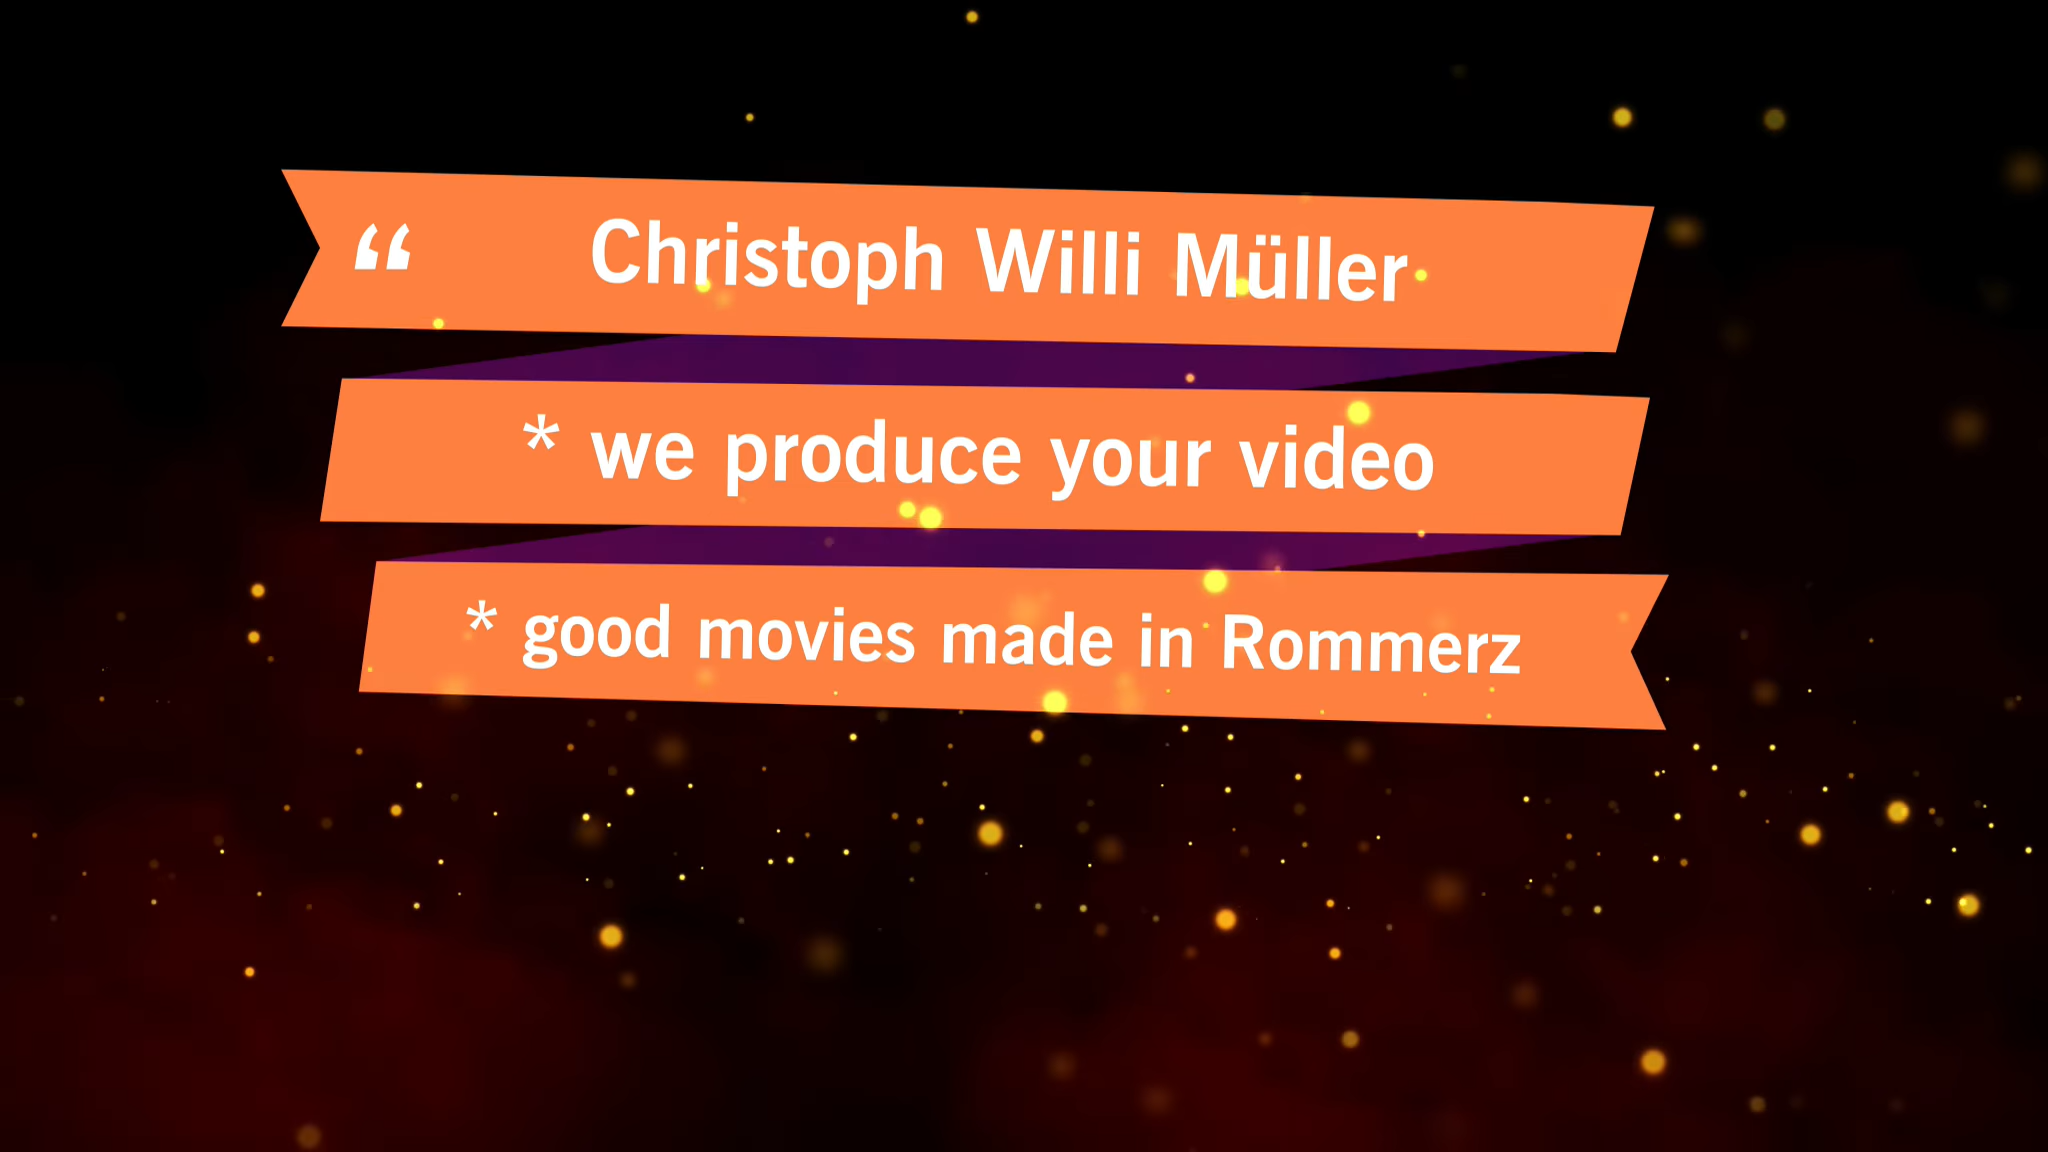 “ Christoph Willi Müller
* we produce your video
* good movies made in Rommerz